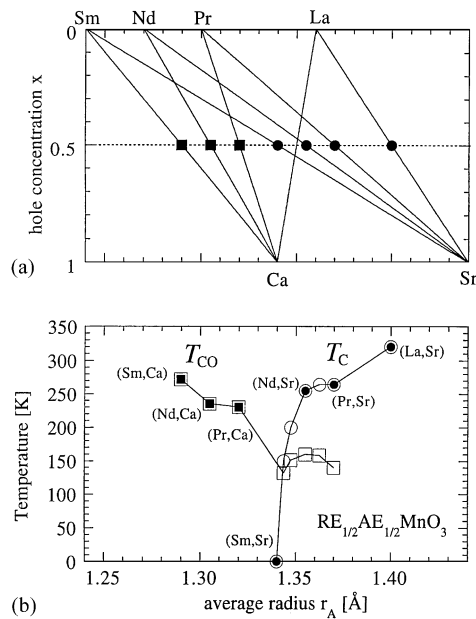 Sm Nd Pr La
0
0.5
1
hole concentration x
(a)
Ca Sr
350
300
250
200
150
100
50
0
Temperature [K]
T_CO T_C
(Sm,Ca)
(Nd,Ca)
(Pr,Ca)
(Nd,Sr)
(Pr,Sr)
(La,Sr)
(Sm,Sr)
RE1/2AE1/2MnO3
1.25 1.30 1.35 1.40
(b)
average radius r_A [Å]